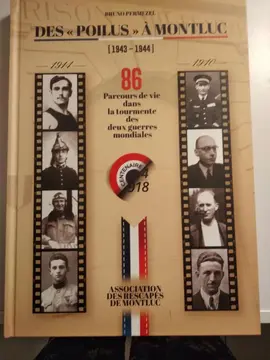 BRUNO PERMEZEL
DES « POILUS » À MONTLUC
[1943 – 1944]
1914
1940
86
Parcours de vie
dans
la tourmente
des
deux guerres
mondiales
CENTENAIRE
14
918
ASSOCIATION
DES RESCAPÉS
DE MONTLUC